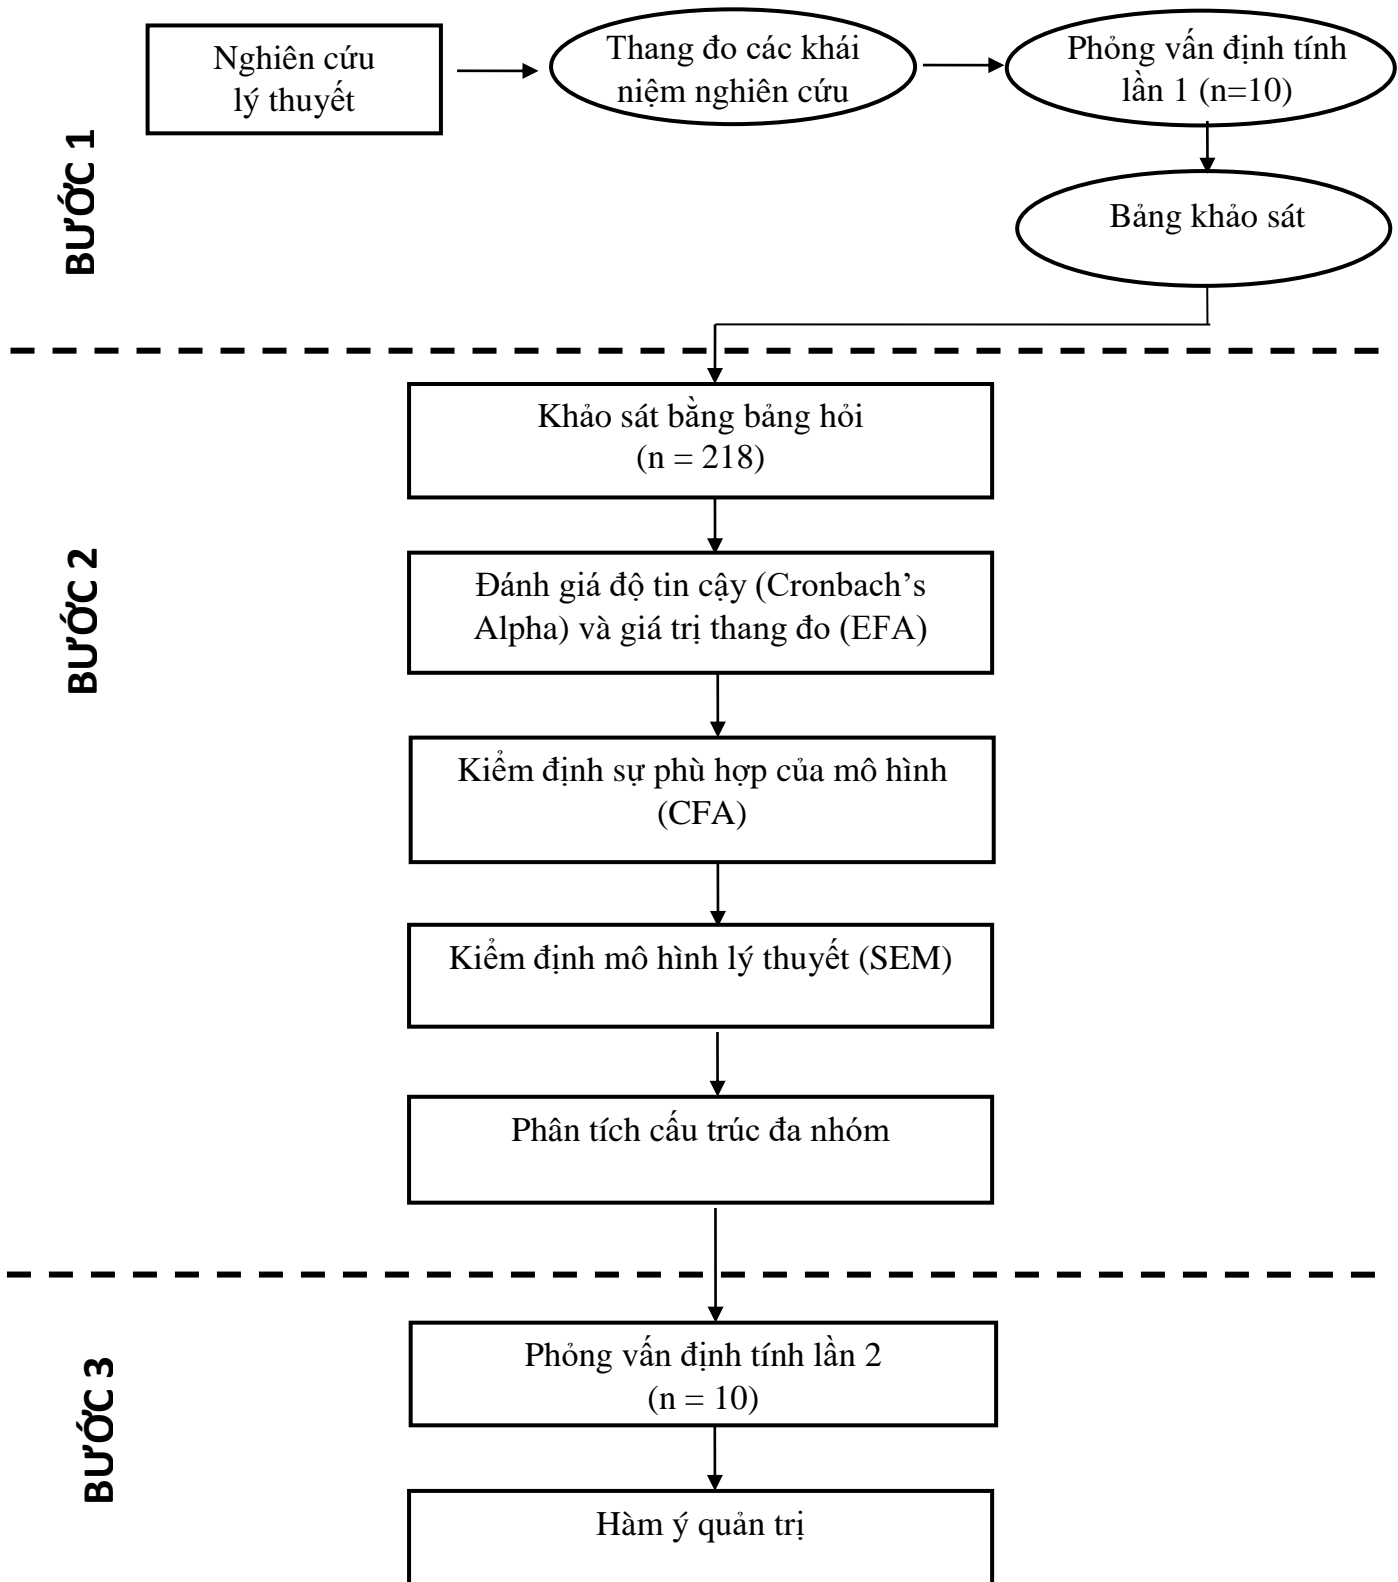 BƯỚC 1
Nghiên cứu
lý thuyết
Thang đo các khái
niệm nghiên cứu
Phỏng vấn định tính
lần 1 (n=10)
Bảng khảo sát
BƯỚC 2
Khảo sát bằng bảng hỏi
(n = 218)
Đánh giá độ tin cậy (Cronbach’s
Alpha) và giá trị thang đo (EFA)
Kiểm định sự phù hợp của mô hình
(CFA)
Kiểm định mô hình lý thuyết (SEM)
Phân tích cấu trúc đa nhóm
BƯỚC 3
Phỏng vấn định tính lần 2
(n = 10)
Hàm ý quản trị